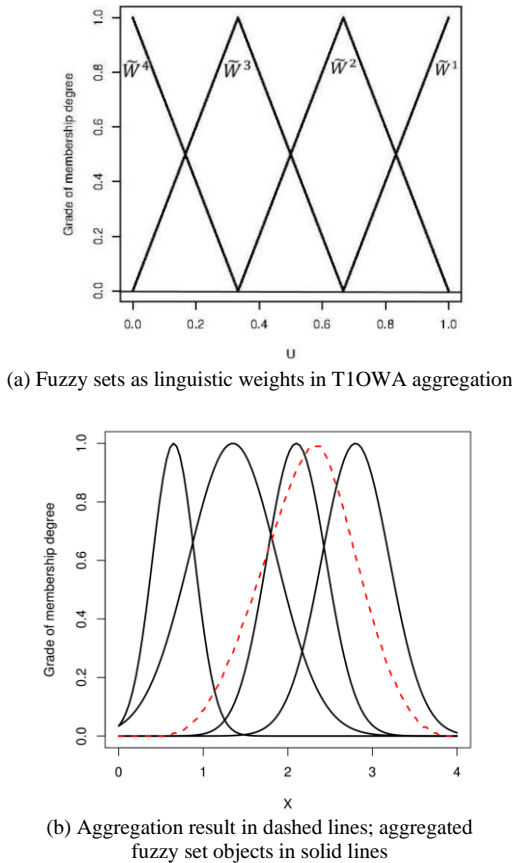 Grade of membership degree
1.0
0.8
0.6
0.4
0.2
0.0
W̃⁴
W̃³
W̃²
W̃¹
0.0 0.2 0.4 0.6 0.8 1.0
U
(a) Fuzzy sets as linguistic weights in T1OWA aggregation
Grade of membership degree
1.0
0.8
0.6
0.4
0.2
0.0
0 1 2 3 4
X
(b) Aggregation result in dashed lines; aggregated
fuzzy set objects in solid lines